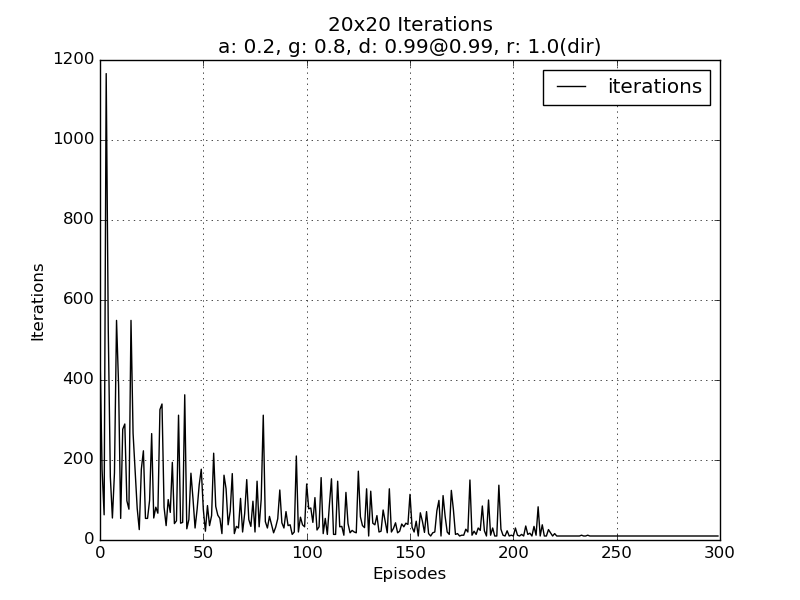 20x20 Iterations
a: 0.2, g: 0.8, d: 0.99@0.99, r: 1.0(dir)
iterations
1200
1000
800
600
400
200
0
Iterations
0 50 100 150 200 250 300
Episodes